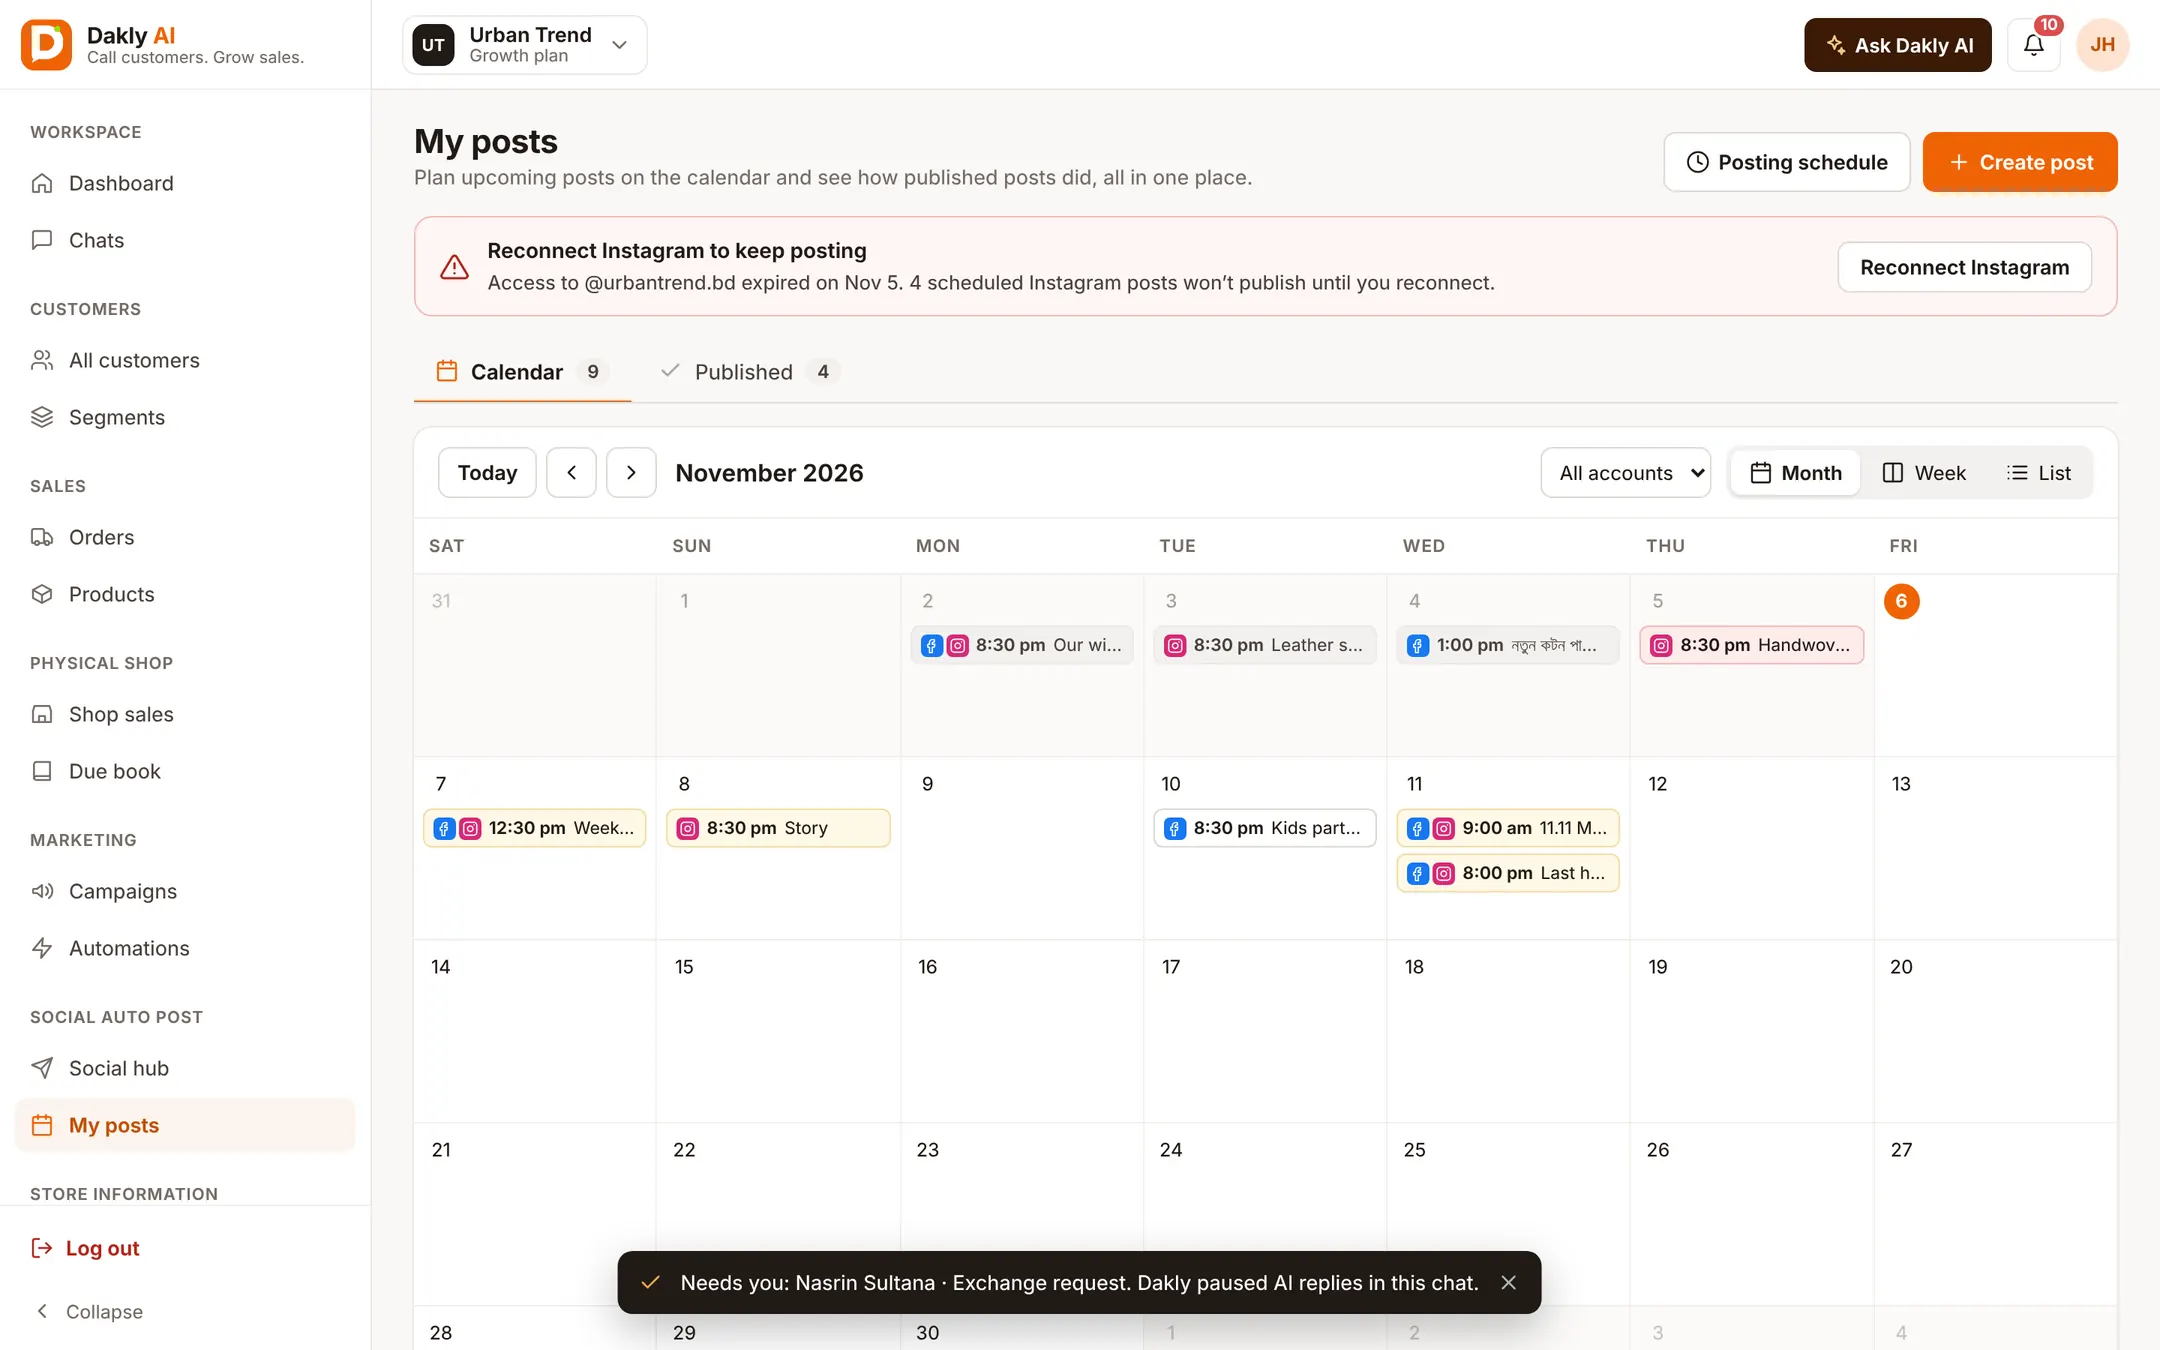 Dakly AI
Call customers. Grow sales.
UT
Urban Trend
Growth plan
Ask Dakly AI
10
JH
WORKSPACE
Dashboard
Chats
CUSTOMERS
All customers
Segments
SALES
Orders
Products
PHYSICAL SHOP
Shop sales
Due book
MARKETING
Campaigns
Automations
SOCIAL AUTO POST
Social hub
My posts
STORE INFORMATION
Log out
Collapse
My posts
Plan upcoming posts on the calendar and see how published posts did, all in one place.
Posting schedule
Create post
Reconnect Instagram to keep posting
Access to @urbantrend.bd expired on Nov 5. 4 scheduled Instagram posts won’t publish until you reconnect.
Reconnect Instagram
Calendar 9
Published 4
Today
November 2026
All accounts
Month
Week
List
SAT SUN MON TUE WED THU FRI
31 1 2 3 4 5 6
8:30 pm Our wi...
8:30 pm Leather s...
1:00 pm নতুন কটন পা...
8:30 pm Handwov...
7 8 9 10 11 12 13
12:30 pm Week...
8:30 pm Story
8:30 pm Kids part...
9:00 am 11.11 M...
8:00 pm Last h...
14 15 16 17 18 19 20
21 22 23 24 25 26 27
Needs you: Nasrin Sultana · Exchange request. Dakly paused AI replies in this chat.
28 29 30 1 2 3 4